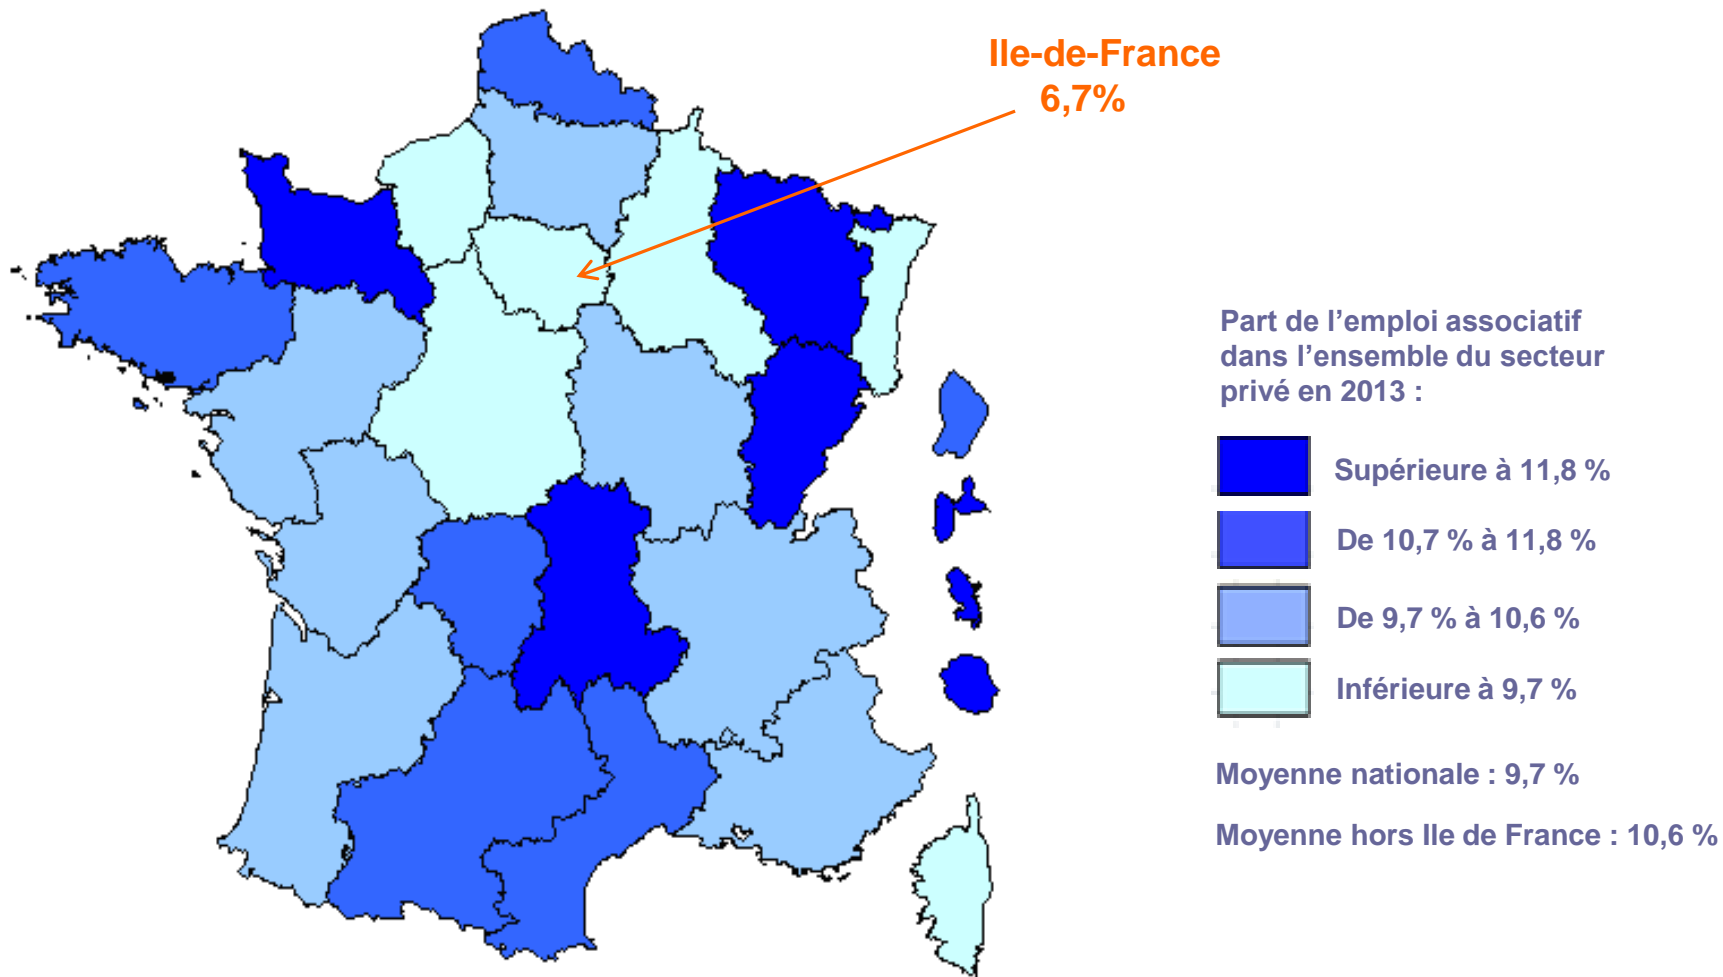 Ile-de-France
6,7%
Part de l’emploi associatif
dans l’ensemble du secteur
privé en 2013 :
Supérieure à 11,8 %
De 10,7 % à 11,8 %
De 9,7 % à 10,6 %
Inférieure à 9,7 %
Moyenne nationale : 9,7 %
Moyenne hors Ile de France : 10,6 %